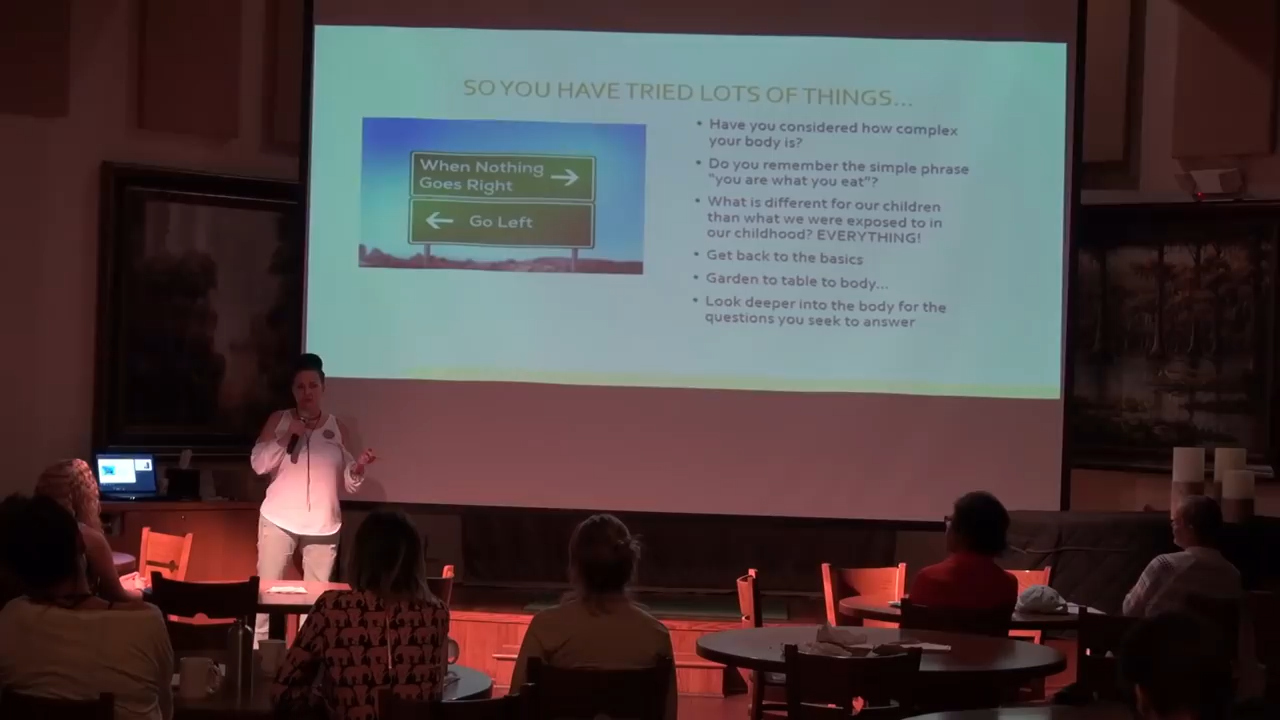 SO YOU HAVE TRIED LOTS OF THINGS...
When Nothing
Goes Right
Go Left
• Have you considered how complex
your body is?
• Do you remember the simple phrase
"you are what you eat"?
• What is different for our children
than what we were exposed to in
our childhood? EVERYTHING!
• Get back to the basics
• Garden to table to body...
• Look deeper into the body for the
questions you seek to answer